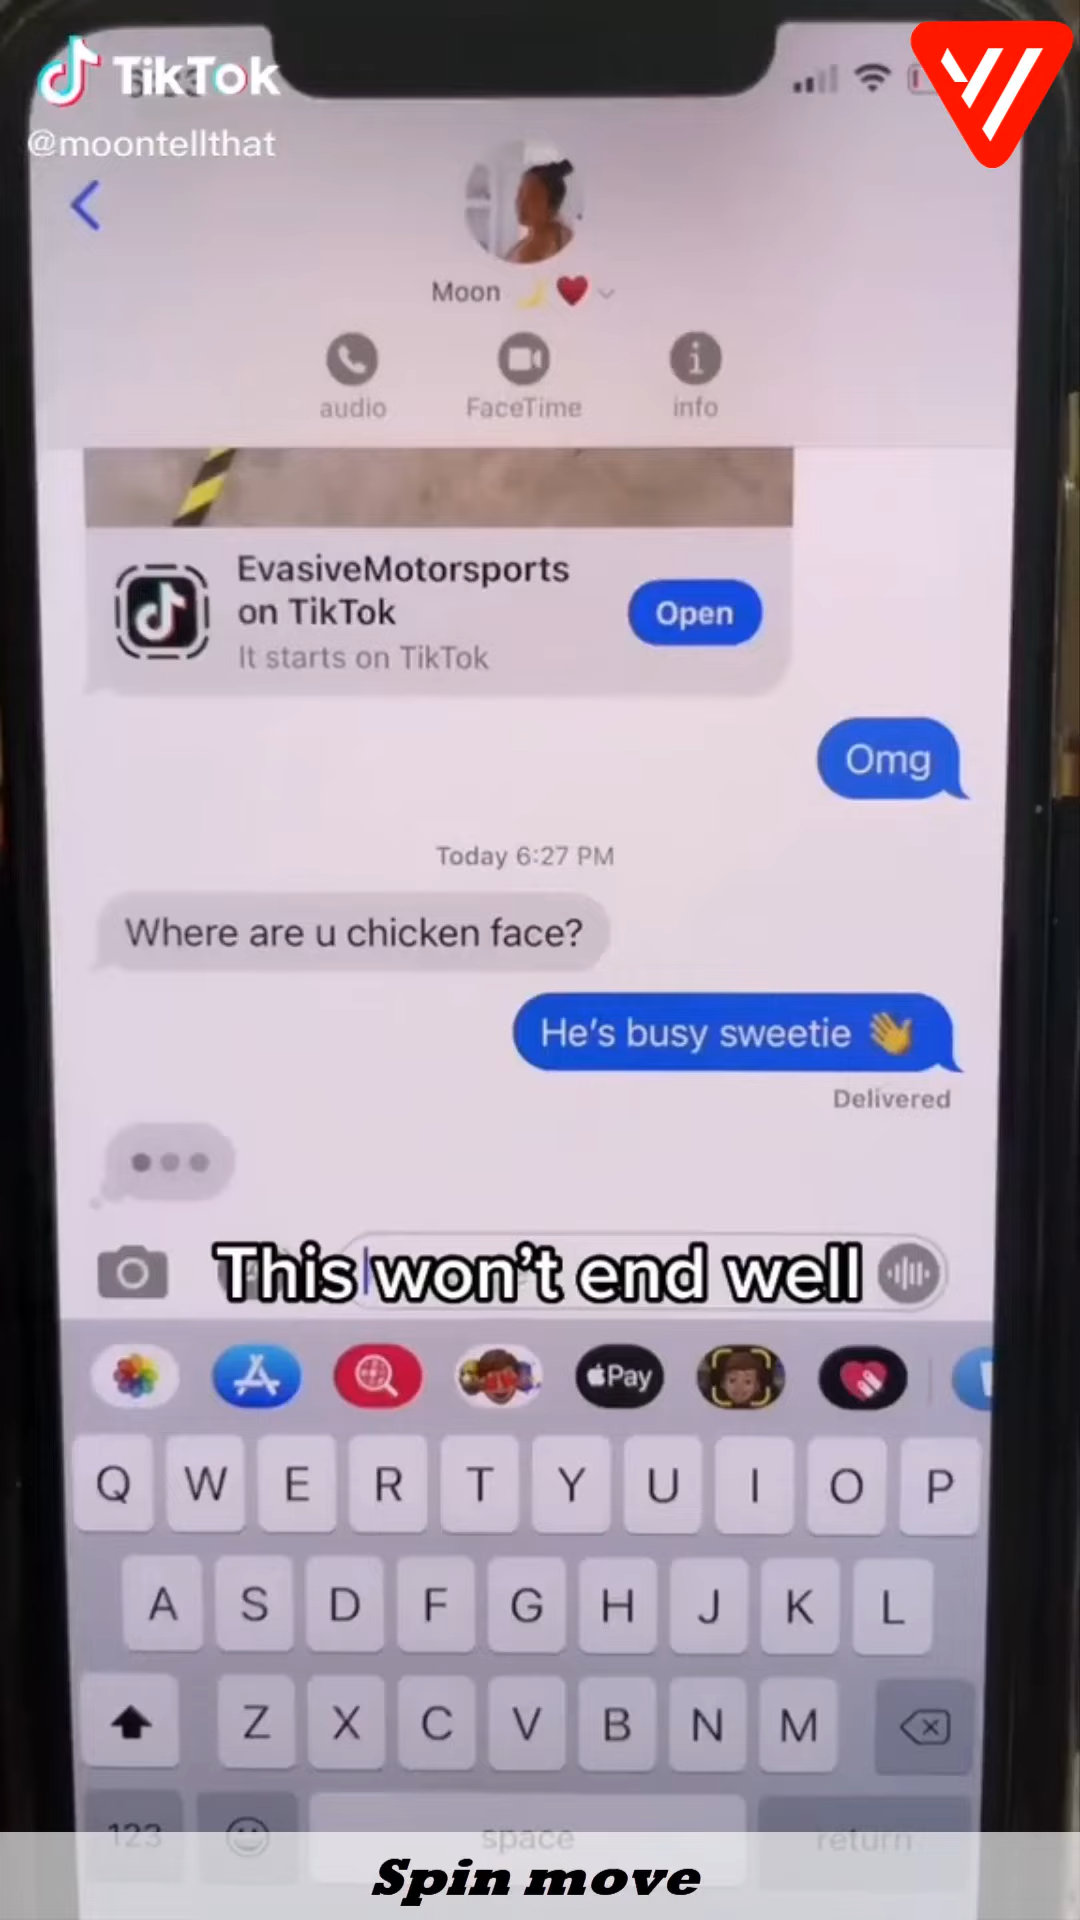 TikTok
@moontellthat
Moon 🌙 ❤️
audio
FaceTime
info
EvasiveMotorsports
on TikTok
It starts on TikTok
Open
Omg
Today 6:27 PM
Where are u chicken face?
He's busy sweetie 👋
Delivered
This won't end well
Pay
Q W E R T Y U I O P
A S D F G H J K L
Z X C V B N M
123
space
return
Spin move